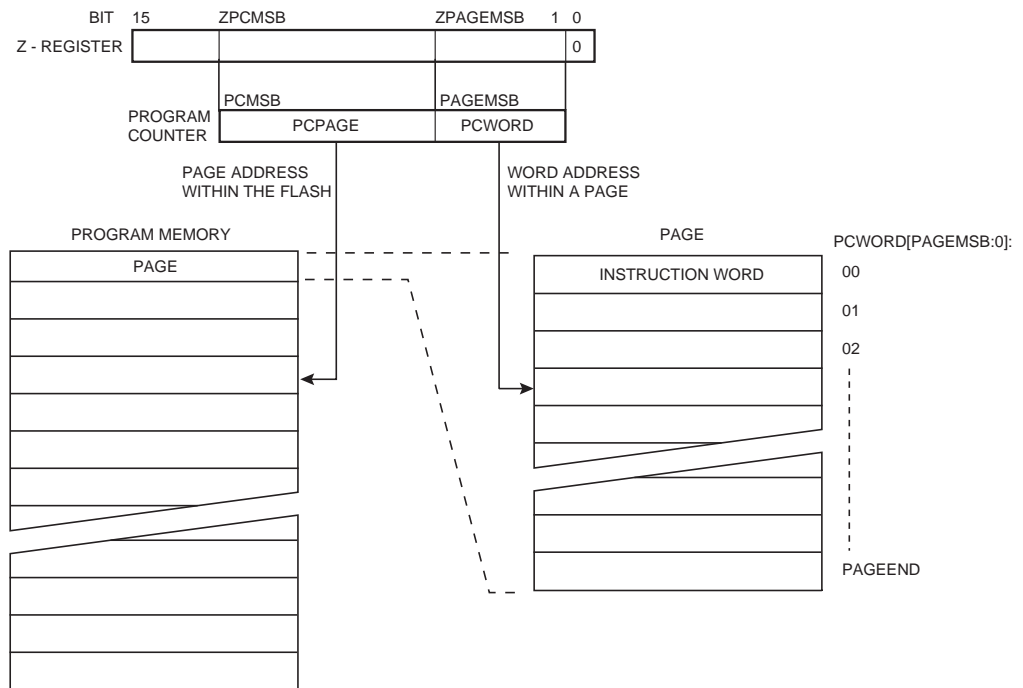 BIT 15 ZPCMSB ZPAGEMSB 1 0
Z - REGISTER 0
PCMSB PAGEMSB
PROGRAM
COUNTER
PCPAGE PCWORD
PAGE ADDRESS
WITHIN THE FLASH
WORD ADDRESS
WITHIN A PAGE
PROGRAM MEMORY
PAGE
PAGE
PCWORD[PAGEMSB:0]:
INSTRUCTION WORD
00
01
02
PAGEEND